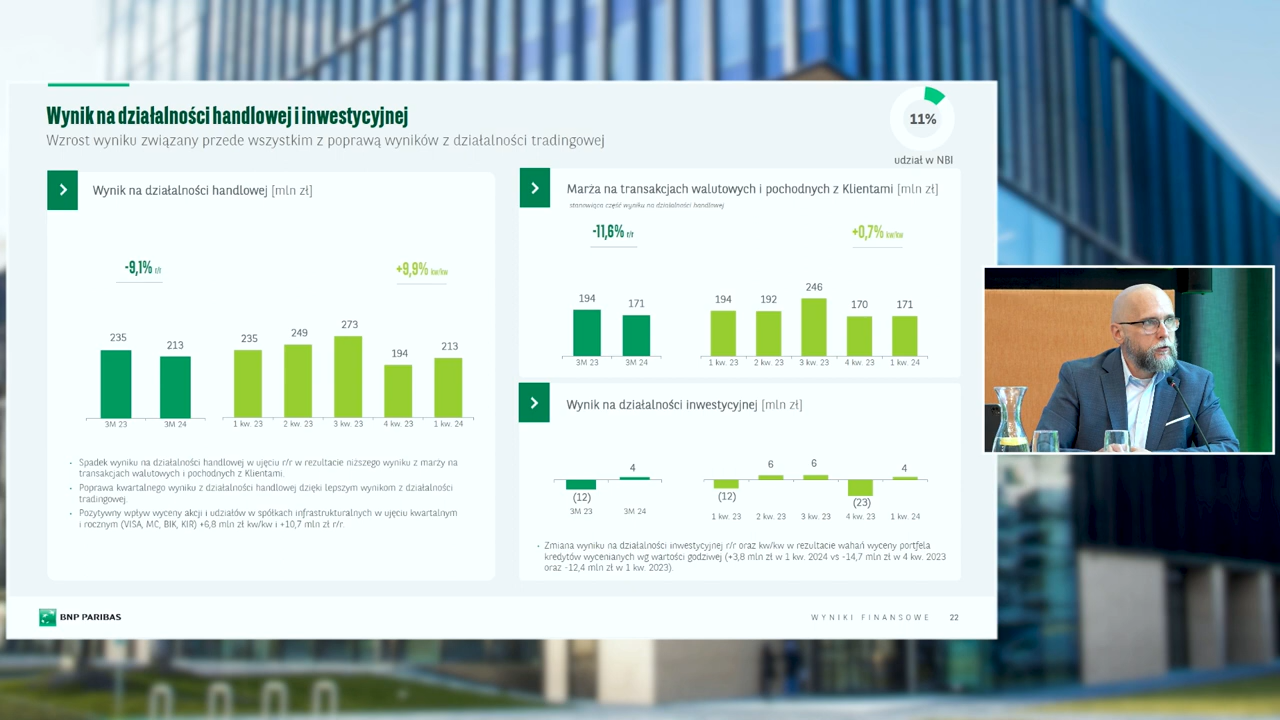 Wynik na działalności handlowej i inwestycyjnej
Wzrost wyniku związany przede wszystkim z poprawą wyników z działalności tradingowej
11%
udział w NBI
Wynik na działalności handlowej [mln zł]
-9,1% r/r
+9,9% kw/kw
235
213
3M 23
3M 24
235
249
273
194
213
1 kw. 23
2 kw. 23
3 kw. 23
4 kw. 23
1 kw. 24
• Spadek wyniku na działalności handlowej w ujęciu r/r w rezultacie niższego wyniku z marży na
transakcjach walutowych i pochodnych z Klientami.
• Poprawa kwartalnego wyniku z działalności handlowej dzięki lepszym wynikom z działalności
tradingowej.
• Pozytywny wpływ wyceny akcji i udziałów w spółkach infrastrukturalnych w ujęciu kwartalnym
i rocznym (VISA, MC, BIK, KIR) +6,8 mln zł kw/kw i +10,7 mln zł r/r.
Marża na transakcjach walutowych i pochodnych z Klientami [mln zł]
stanowiąca część wyniku na działalności handlowej
-11,6% r/r
+0,7% kw/kw
194
171
3M 23
3M 24
194
192
246
170
171
1 kw. 23
2 kw. 23
3 kw. 23
4 kw. 23
1 kw. 24
Wynik na działalności inwestycyjnej [mln zł]
(12)
4
3M 23
3M 24
(12)
6
6
(23)
4
1 kw. 23
2 kw. 23
3 kw. 23
4 kw. 23
1 kw. 24
• Zmiana wyniku na działalności inwestycyjnej r/r oraz kw/kw w rezultacie wahań wyceny portfela
kredytów wycenianych wg wartości godziwej (+3,8 mln zł w 1 kw. 2024 vs -14,7 mln zł w 4 kw. 2023
oraz -12,4 mln zł w 1 kw. 2023).
BNP PARIBAS
WYNIKI FINANSOWE 22